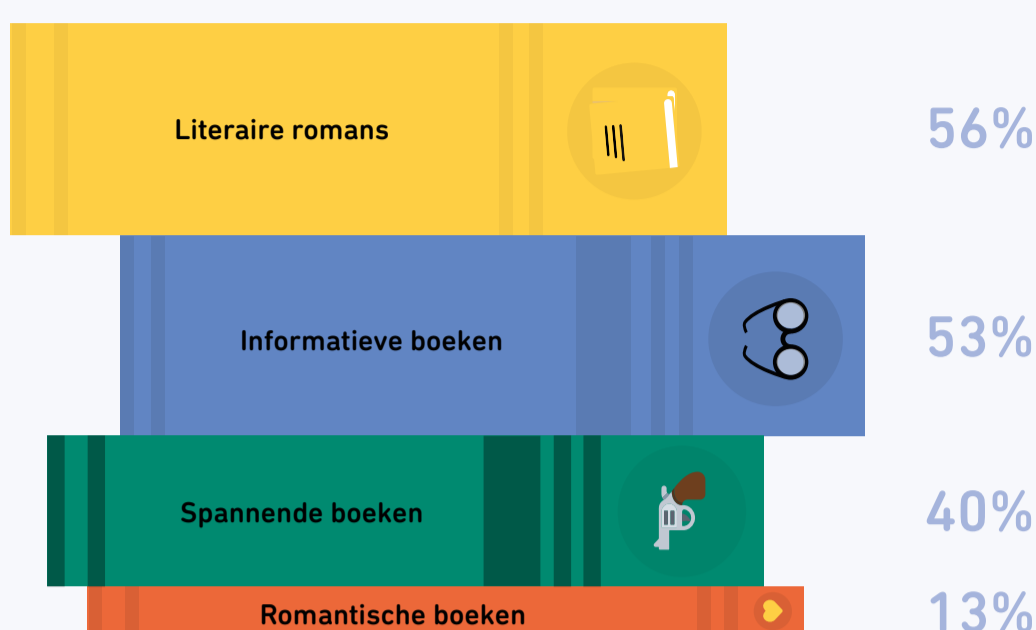 Literaire romans
56%
Informatieve boeken
53%
Spannende boeken
40%
Romantische boeken
13%